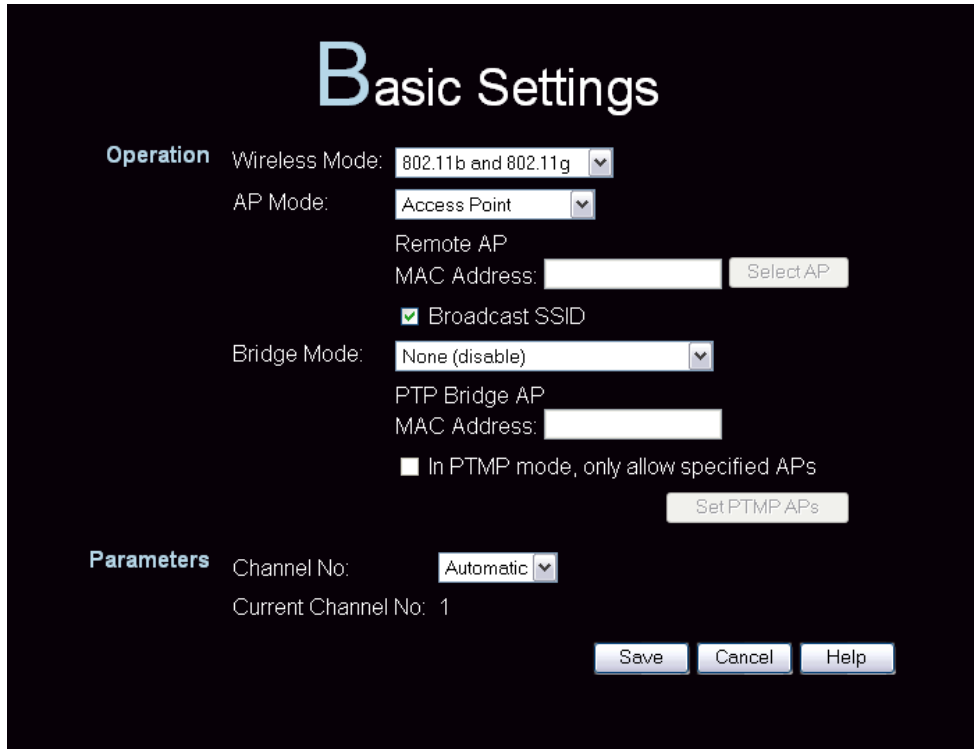 Basic Settings
Operation Wireless Mode: 802.11b and 802.11g
AP Mode: Access Point
Remote AP
MAC Address: Select AP
Broadcast SSID
Bridge Mode: None (disable)
PTP Bridge AP
MAC Address:
In PTMP mode, only allow specified APs
Set PTMP APs
Parameters Channel No: Automatic
Current Channel No: 1
Save Cancel Help